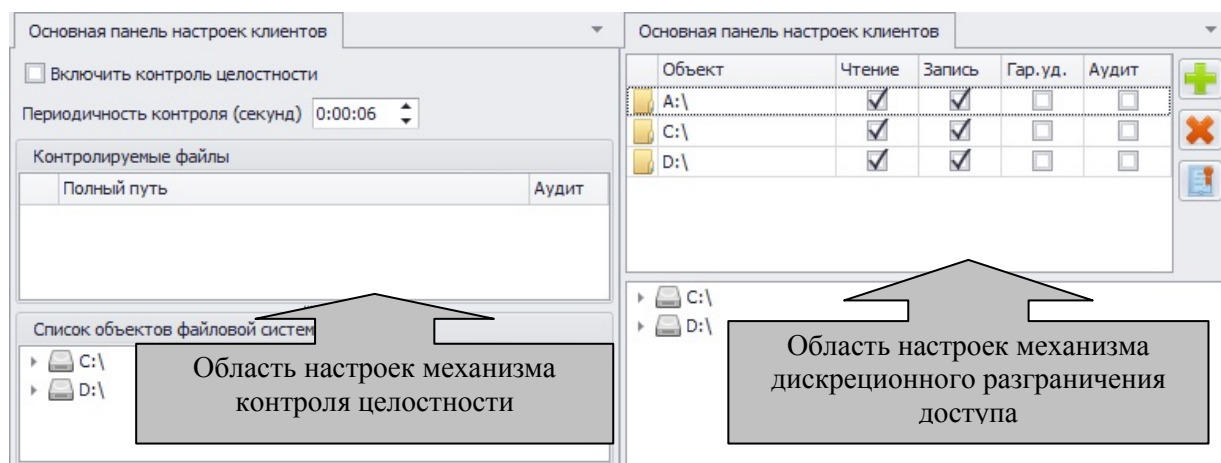 Основная панель настроек клиентов
Включить контроль целостности
Периодичность контроля (секунд) 0:00:06
Контролируемые файлы
Полный путь Аудит
Список объектов файловой систем
C:\
D:\
Область настроек механизма
контроля целостности
Основная панель настроек клиентов
Объект Чтение Запись Гар.уд. Аудит
A:\
C:\
D:\
C:\
D:\
Область настроек механизма
дискреционного разграничения
доступа